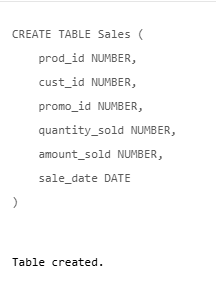 CREATE TABLE Sales (
prod_id NUMBER,
cust_id NUMBER,
promo_id NUMBER,
quantity_sold NUMBER,
amount_sold NUMBER,
sale_date DATE
)
Table created.